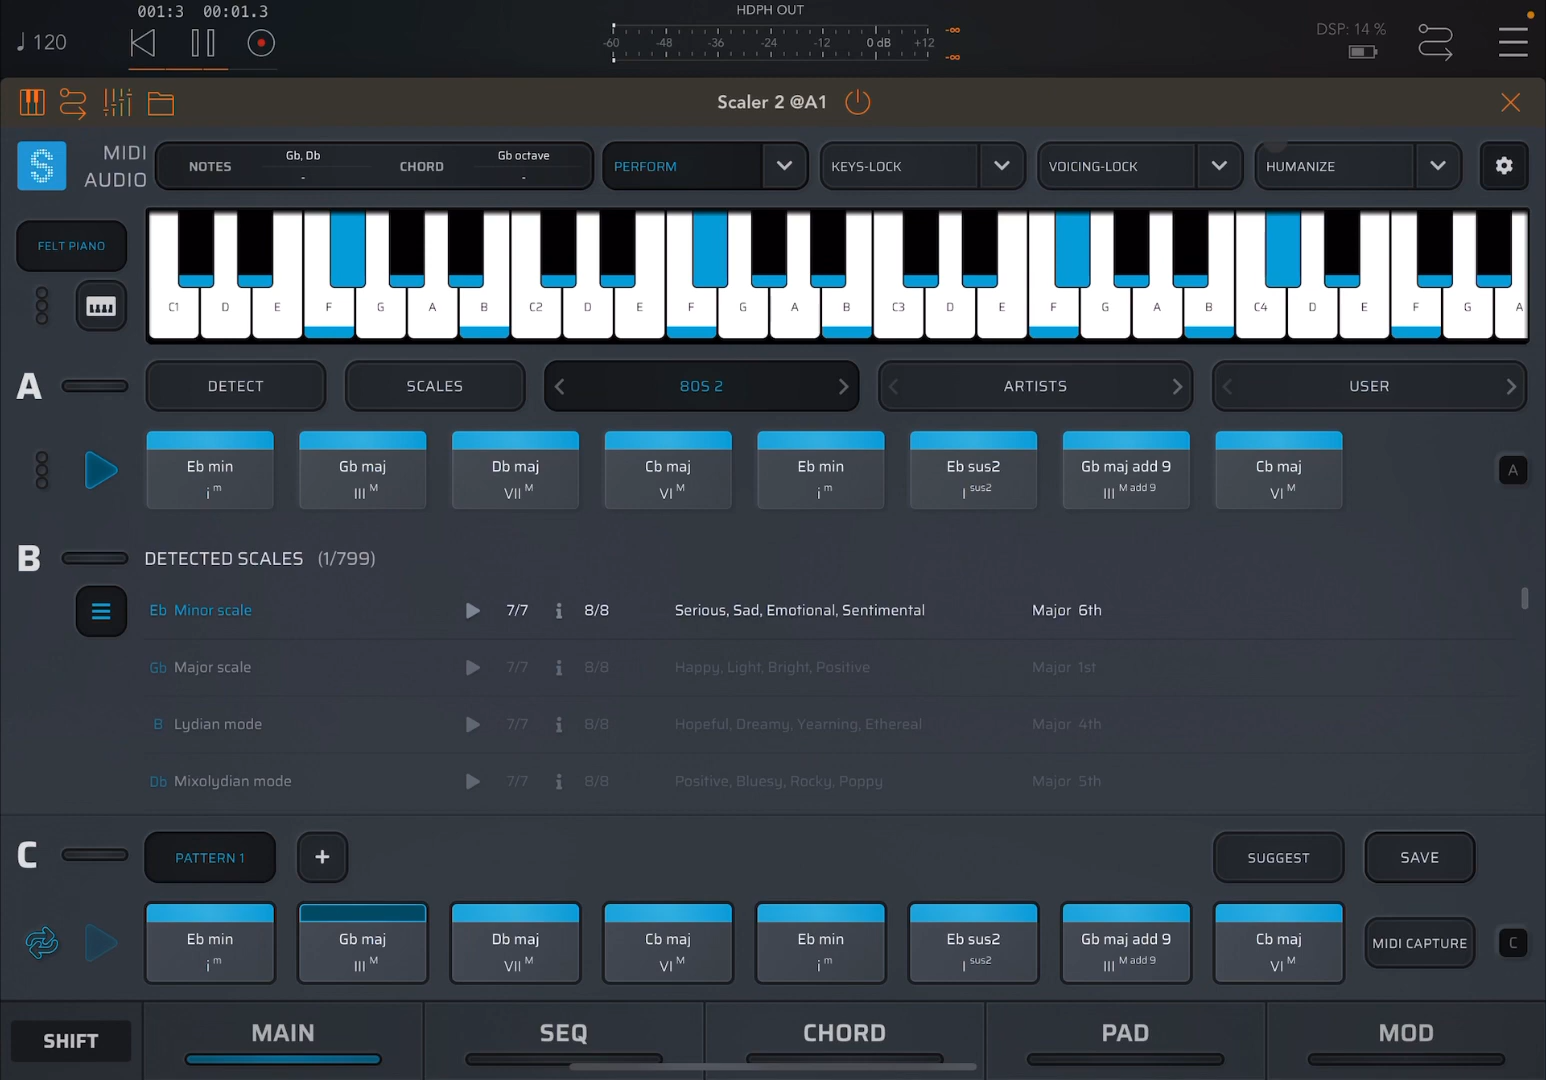 001:3 00:01.3
♩ 120
HDPH OUT
-60 -48 -36 -24 -12 0 dB +12
-∞
-∞
DSP: 14 %
Scaler 2 @A1
S
MIDI
AUDIO
NOTES
Gb, Db
-
CHORD
Gb octave
-
PERFORM
KEYS-LOCK
VOICING-LOCK
HUMANIZE
FELT PIANO
C1 D E F G A B C2 D E F G A B C3 D E F G A B C4 D E F G A
A
DETECT
SCALES
80S 2
ARTISTS
USER
Eb min
i m
Gb maj
III M
Db maj
VII M
Cb maj
VI M
Eb min
i m
Eb sus2
I sus2
Gb maj add 9
III M add 9
Cb maj
VI M
A
B
DETECTED SCALES (1/799)
Eb Minor scale 7/7 i 8/8 Serious, Sad, Emotional, Sentimental Major 6th
Gb Major scale 7/7 i 8/8 Happy, Light, Bright, Positive Major 1st
B Lydian mode 7/7 i 8/8 Hopeful, Dreamy, Yearning, Ethereal Major 4th
Db Mixolydian mode 7/7 i 8/8 Positive, Bluesy, Rocky, Poppy Major 5th
C
PATTERN 1
+
SUGGEST
SAVE
Eb min
i m
Gb maj
III M
Db maj
VII M
Cb maj
VI M
Eb min
i m
Eb sus2
I sus2
Gb maj add 9
III M add 9
Cb maj
VI M
MIDI CAPTURE
C
SHIFT
MAIN
SEQ
CHORD
PAD
MOD